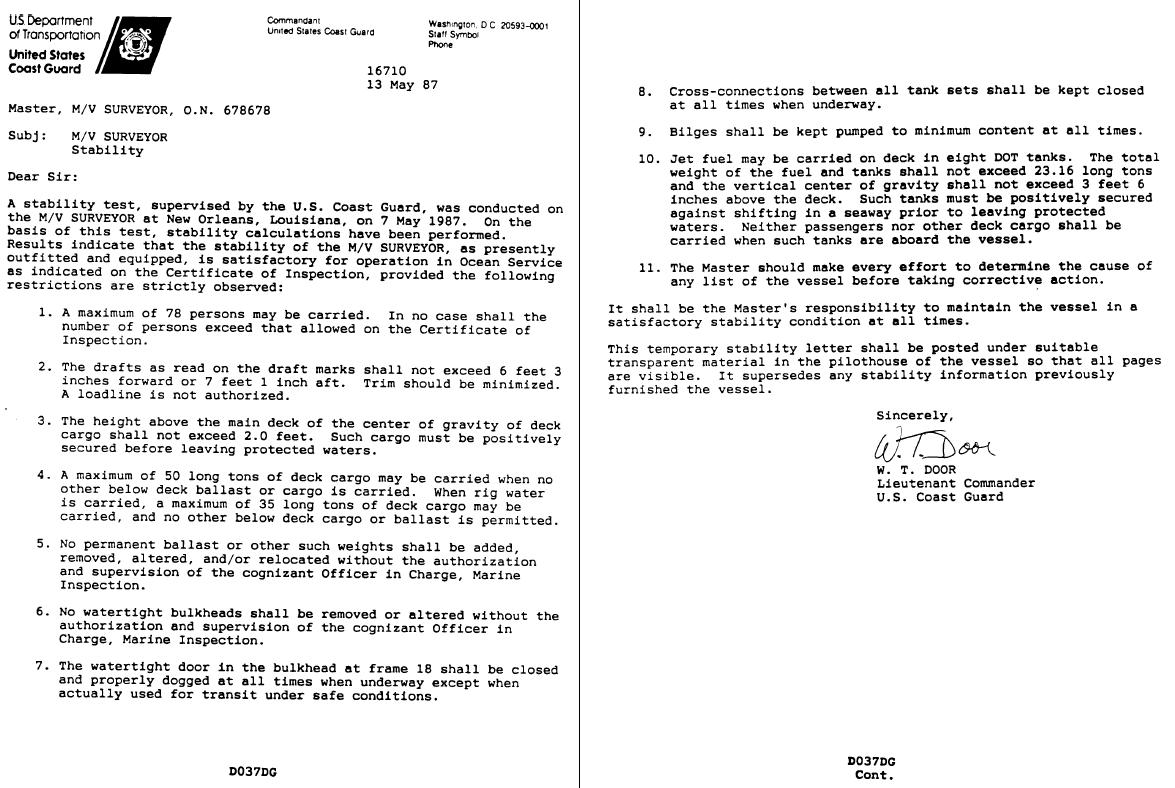 U.S. Department
of Transportation
United States
Coast Guard
Commandant
United States Coast Guard
Washington, D C 20593-0001
Staff Symbol
Phone
16710
13 May 87
Master, M/V SURVEYOR, O.N. 678678
Subj: M/V SURVEYOR
Stability
Dear Sir:
A stability test, supervised by the U.S. Coast Guard, was conducted on
the M/V SURVEYOR at New Orleans, Louisiana, on 7 May 1987. On the
basis of this test, stability calculations have been performed.
Results indicate that the stability of the M/V SURVEYOR, as presently
outfitted and equipped, is satisfactory for operation in Ocean Service
as indicated on the Certificate of Inspection, provided the following
restrictions are strictly observed:
1. A maximum of 78 persons may be carried. In no case shall the
number of persons exceed that allowed on the Certificate of
Inspection.
2. The drafts as read on the draft marks shall not exceed 6 feet 3
inches forward or 7 feet 1 inch aft. Trim should be minimized.
A loadline is not authorized.
3. The height above the main deck of the center of gravity of deck
cargo shall not exceed 2.0 feet. Such cargo must be positively
secured before leaving protected waters.
4. A maximum of 50 long tons of deck cargo may be carried when no
other below deck ballast or cargo is carried. When rig water
is carried, a maximum of 35 long tons of deck cargo may be
carried, and no other below deck cargo or ballast is permitted.
5. No permanent ballast or other such weights shall be added,
removed, altered, and/or relocated without the authorization
and supervision of the cognizant Officer in Charge, Marine
Inspection.
6. No watertight bulkheads shall be removed or altered without the
authorization and supervision of the cognizant Officer in
Charge, Marine Inspection.
7. The watertight door in the bulkhead at frame 18 shall be closed
and properly dogged at all times when underway except when
actually used for transit under safe conditions.
D037DG
8. Cross-connections between all tank sets shall be kept closed
at all times when underway.
9. Bilges shall be kept pumped to minimum content at all times.
10. Jet fuel may be carried on deck in eight DOT tanks. The total
weight of the fuel and tanks shall not exceed 23.16 long tons
and the vertical center of gravity shall not exceed 3 feet 6
inches above the deck. Such tanks must be positively secured
against shifting in a seaway prior to leaving protected
waters. Neither passengers nor other deck cargo shall be
carried when such tanks are aboard the vessel.
11. The Master should make every effort to determine the cause of
any list of the vessel before taking corrective action.
It shall be the Master's responsibility to maintain the vessel in a
satisfactory stability condition at all times.
This temporary stability letter shall be posted under suitable
transparent material in the pilothouse of the vessel so that all pages
are visible. It supersedes any stability information previously
furnished the vessel.
Sincerely,
W. T. Door
W. T. DOOR
Lieutenant Commander
U.S. Coast Guard
D037DG
Cont.